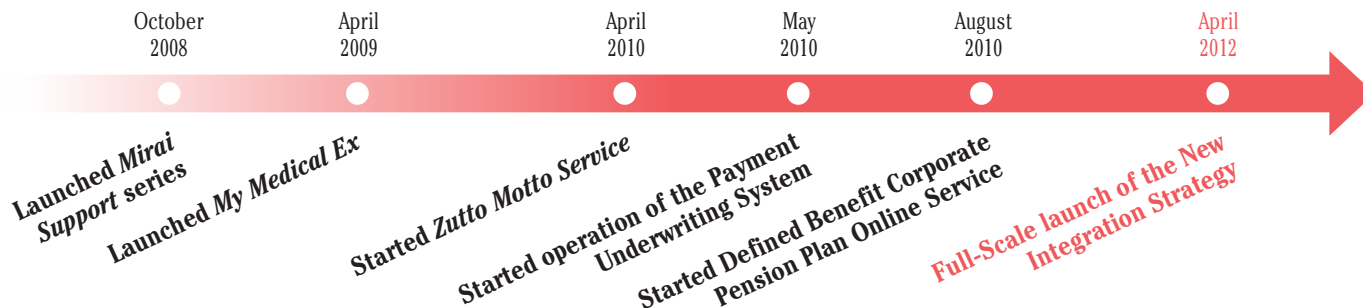 October
2008
April
2009
April
2010
May
2010
August
2010
April
2012
Launched Mirai
Support series
Launched My Medical Ex
Started Zutto Motto Service
Started operation of the Payment
Underwriting System
Started Defined Benefit Corporate
Pension Plan Online Service
Full-Scale launch of the New
Integration Strategy